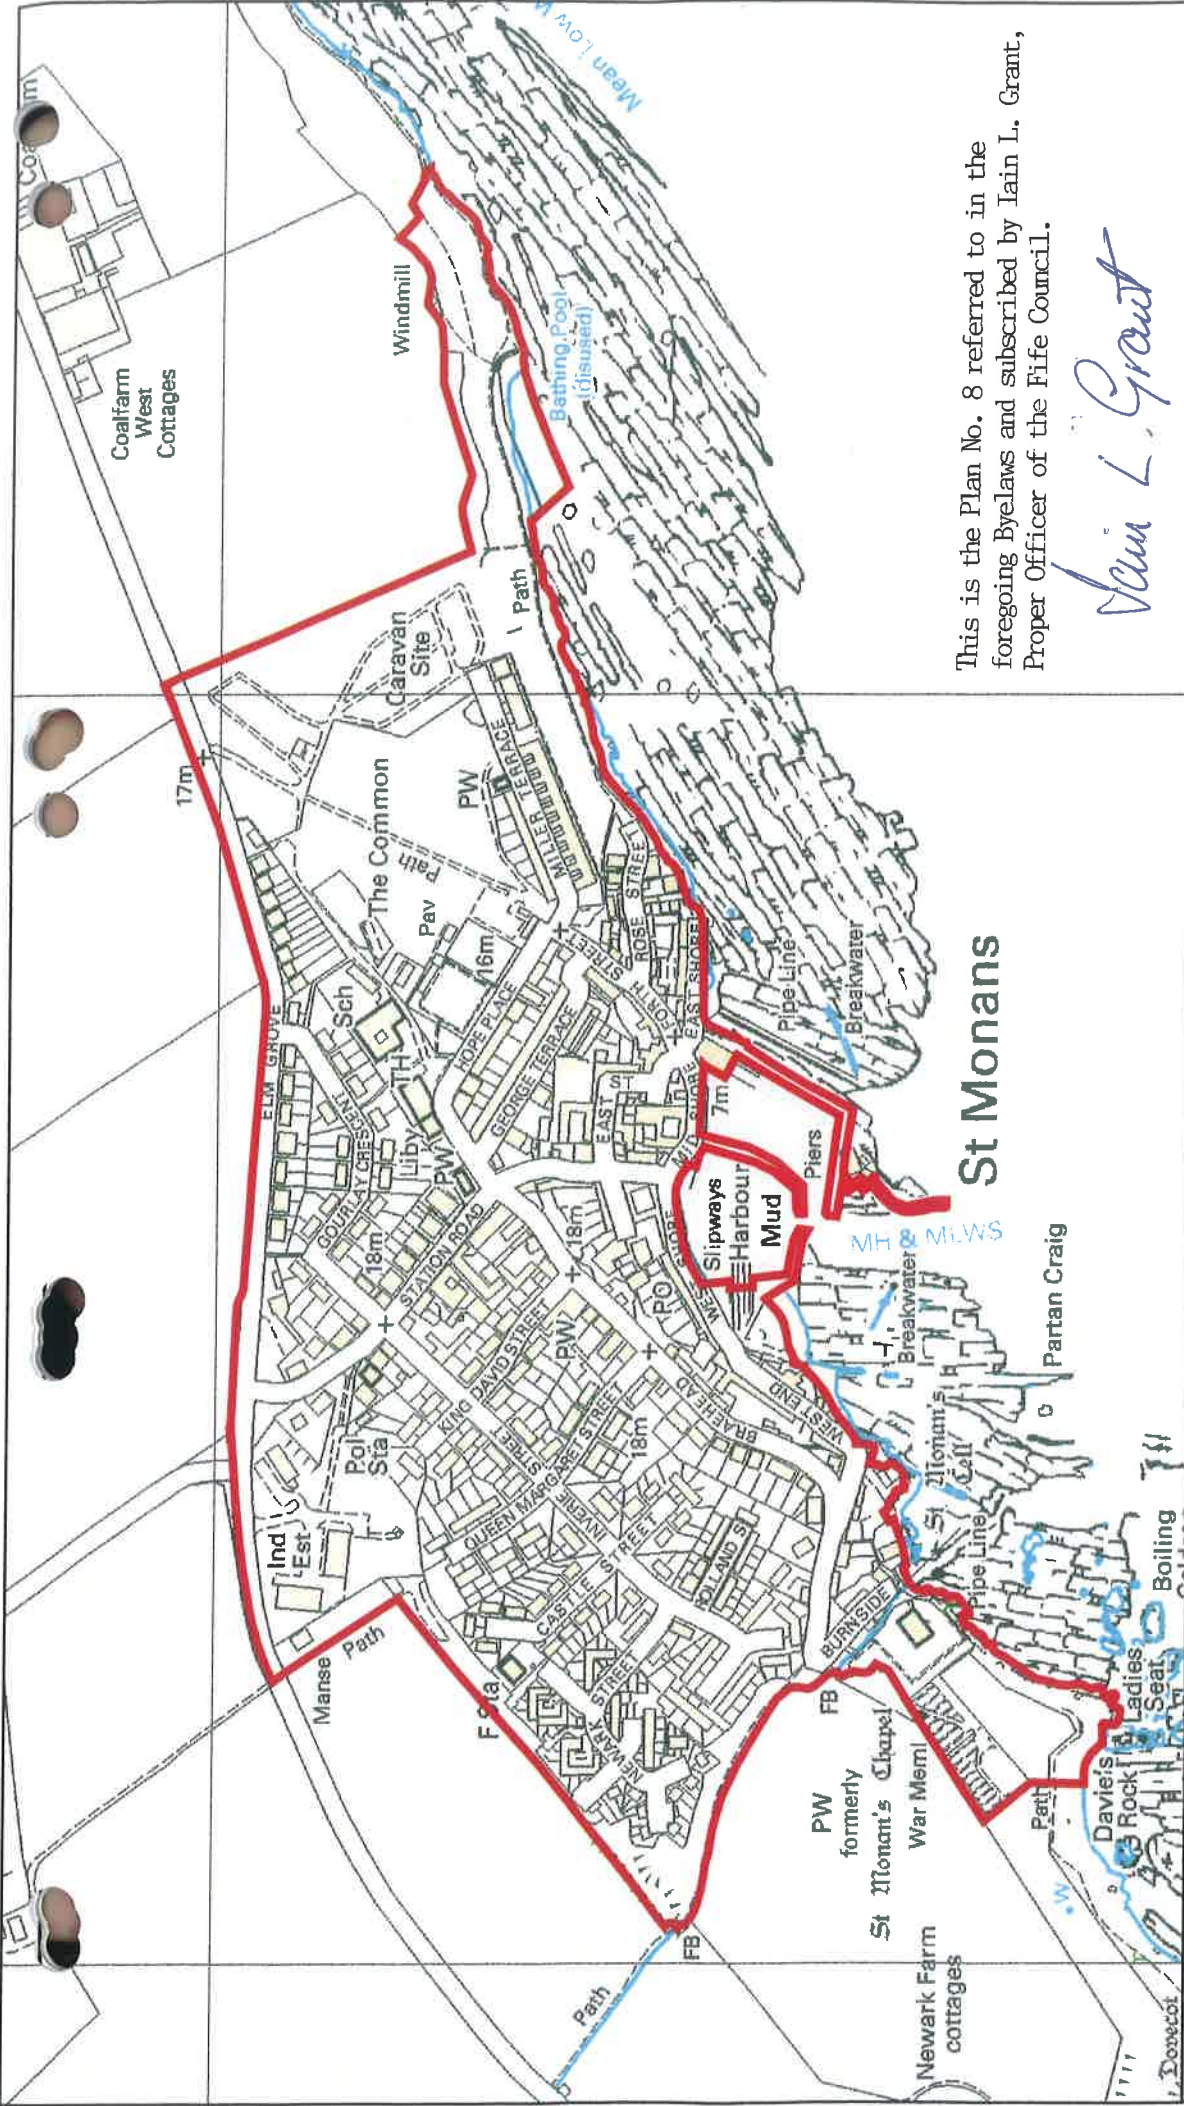 Mean Low W
Windmill
Coalfarm
West
Cottages
Bathing Pool
(disused)
Path
Caravan
Site
17m
The Common
Path
Pav
PW
MILLER TERRACE
16m
ROSE STREET
FORTH STREET
EAST SHORE
HOPE PLACE
GEORGE TERRACE
Sch
TH
ELM GROVE
GOURLAY CRESCENT
Liby
PW
EAST ST
MID SHORE
7m
Pipe Line
Breakwater
Piers
Slipways
Harbour
Mud
St Monans
MH & MLWS
18m
STATION ROAD
18m
WEST SHORE
PO
PW
KING DAVID STREET
QUEEN MARGARET STREET
INVERIE STREET
18m
BRAEHEAD
WEST END
Breakwater
Partan Craig
St Monan's
Cell
Pipe Line
Pol
Sta
Ind
Est
Manse
Path
F Sta
NEWARK STREET
HOLLAND ST
BURNSIDE
FB
FB
PW
formerly
St Monan's Chapel
War Meml
Path
Davie's
Rock
Ladies'
Seat
Boiling
W
Path
Newark Farm
cottages
Dovecot
This is the Plan No. 8 referred to in the
foregoing Byelaws and subscribed by Iain L. Grant,
Proper Officer of the Fife Council.
Iain L. Grant